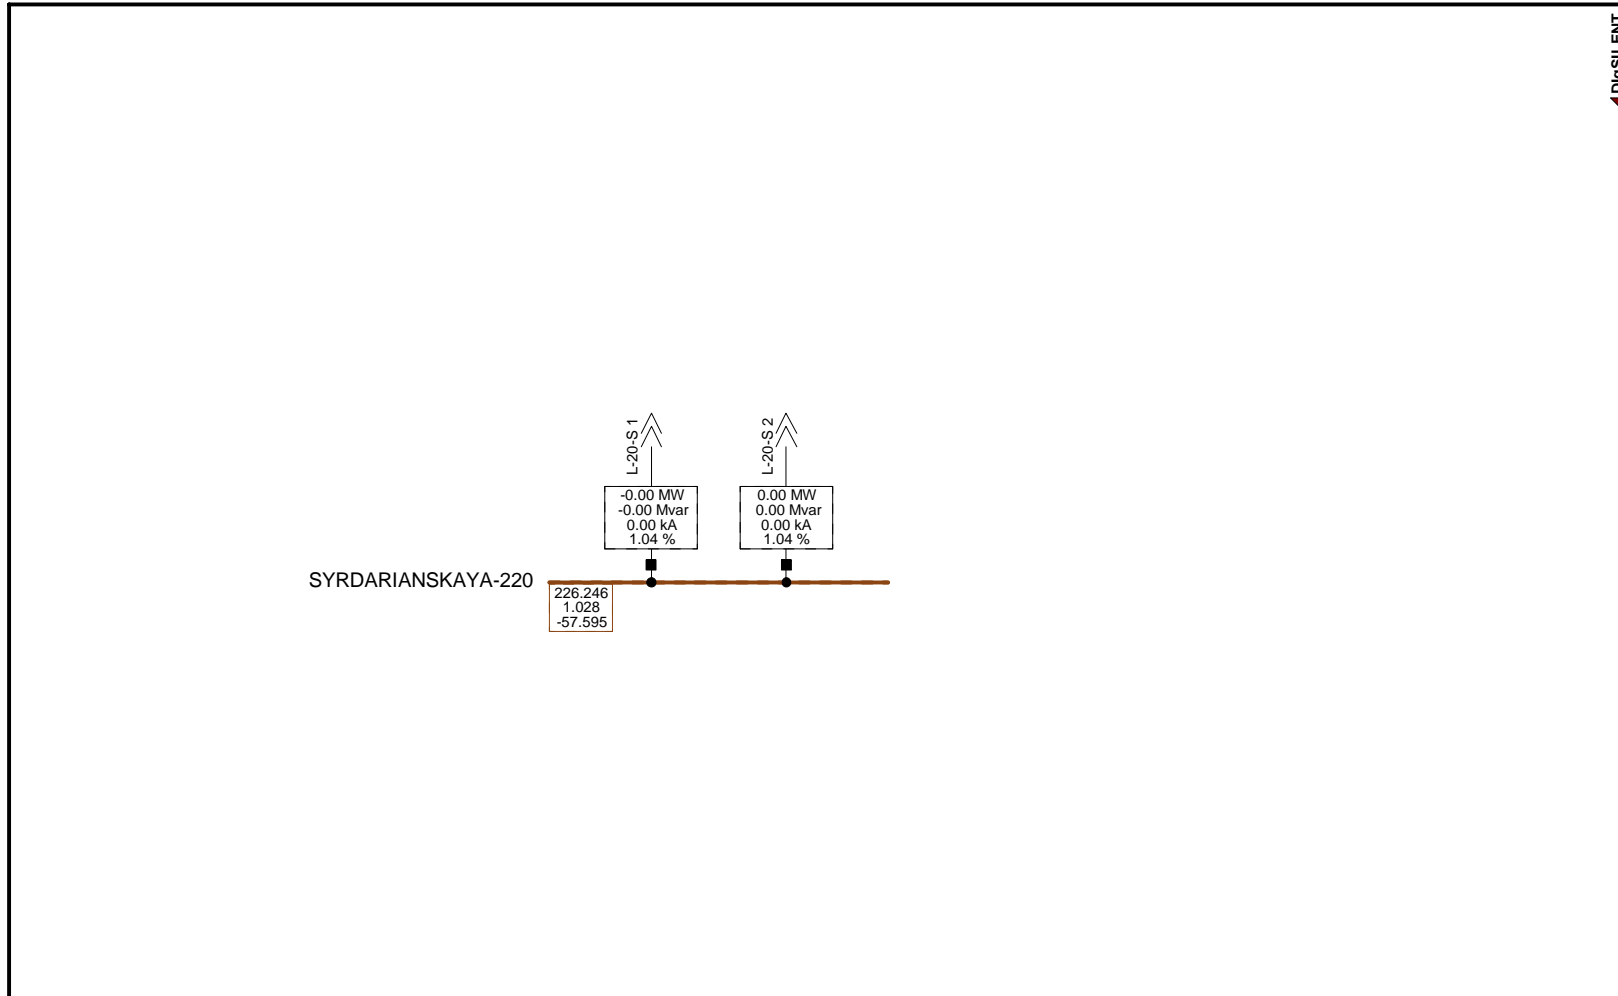 DIgSILENT
L-20-S 1
L-20-S 2
-0.00 MW
-0.00 Mvar
0.00 kA
1.04 %
0.00 MW
0.00 Mvar
0.00 kA
1.04 %
SYRDARIANSKAYA-220
226.246
1.028
-57.595